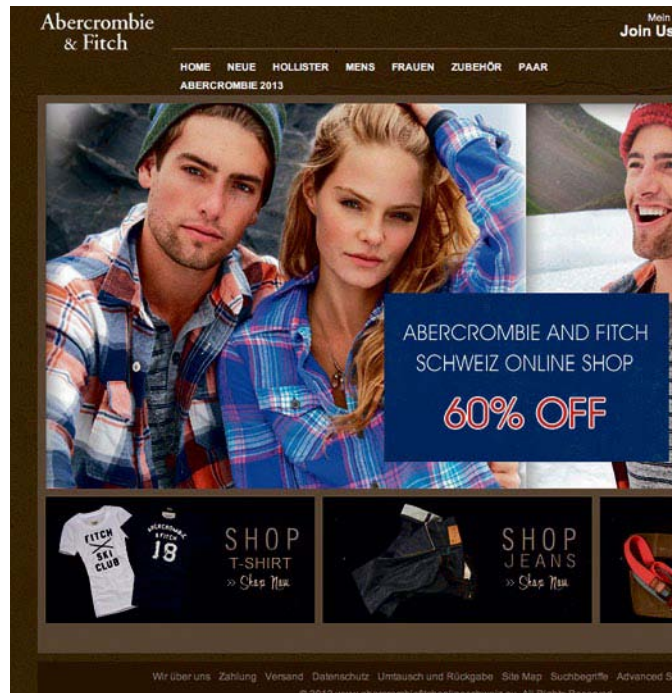 Abercrombie
& Fitch
Mein
Join Us
HOME NEUE HOLLISTER MENS FRAUEN ZUBEHÖR PAAR
ABERCROMBIE 2013
ABERCROMBIE AND FITCH
SCHWEIZ ONLINE SHOP
60% OFF
FITCH
SKI
CLUB
ABERCROMBIE
& FITCH
18
SHOP
T-SHIRT
>> Shop Now
SHOP
JEANS
>> Shop Now
Wir über uns Zahlung Versand Datenschutz Umtausch und Rückgabe Site Map Suchbegriffe Advanced